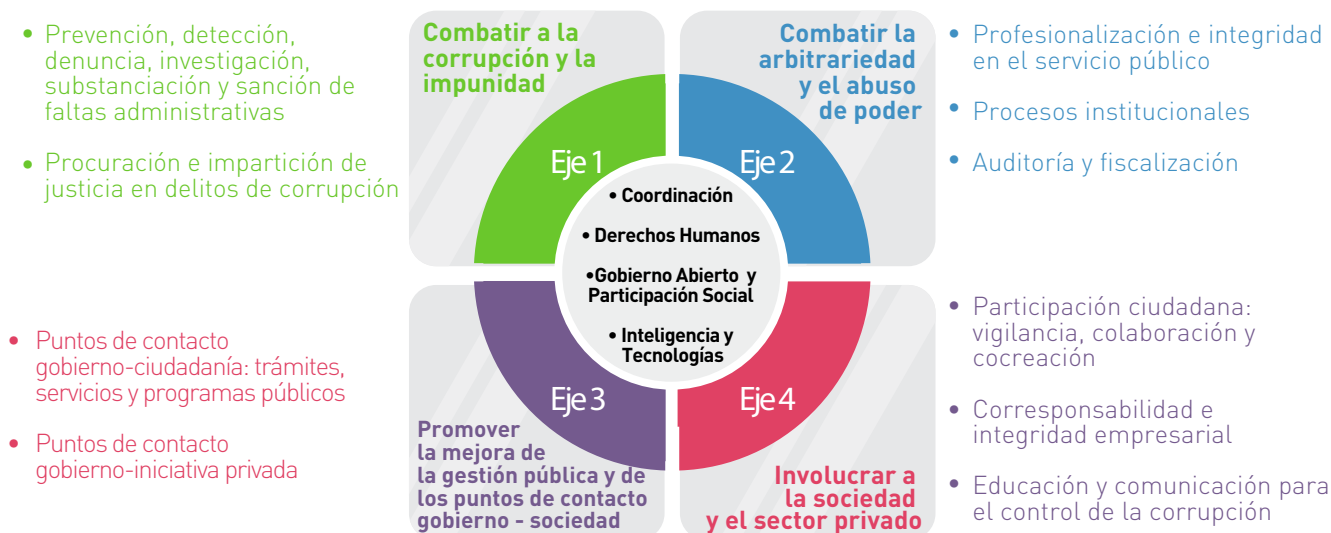 • Prevención, detección,
denuncia, investigación,
substanciación y sanción de
faltas administrativas
• Procuración e impartición de
justicia en delitos de corrupción
Combatir a la
corrupción y la
impunidad
Eje 1
Combatir la
arbitrariedad
y el abuso
de poder
Eje 2
• Profesionalización e integridad
en el servicio público
• Procesos institucionales
• Auditoría y fiscalización
• Coordinación
• Derechos Humanos
•Gobierno Abierto y
Participación Social
• Inteligencia y
Tecnologías
• Puntos de contacto
gobierno-ciudadanía: trámites,
servicios y programas públicos
• Puntos de contacto
gobierno-iniciativa privada
Eje 3
Promover
la mejora de
la gestión pública y de
los puntos de contacto
gobierno - sociedad
Eje 4
Involucrar a
la sociedad
y el sector privado
• Participación ciudadana:
vigilancia, colaboración y
cocreación
• Corresponsabilidad e
integridad empresarial
• Educación y comunicación para
el control de la corrupción